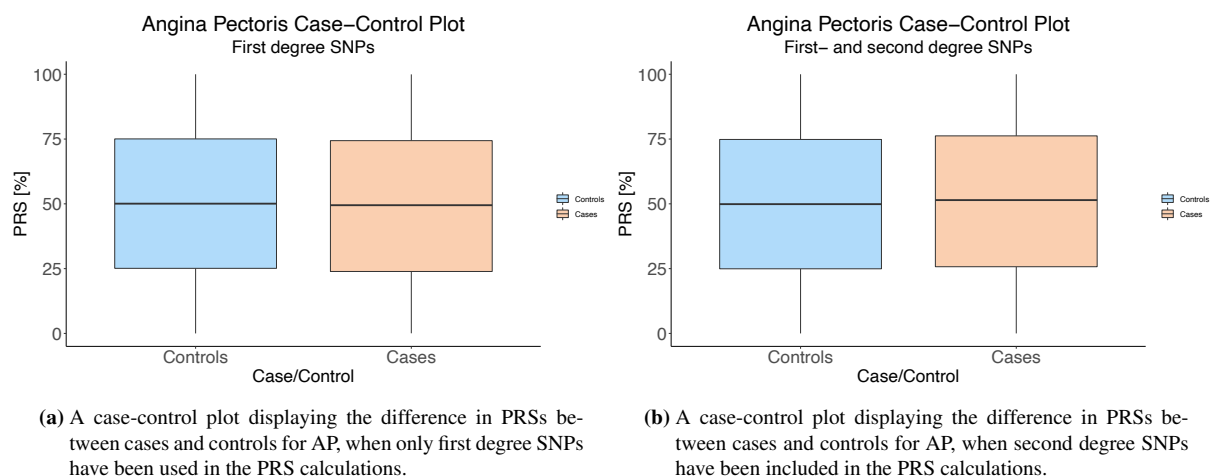 Angina Pectoris Case−Control Plot
First degree SNPs
100
75
50
25
0
PRS [%]
Controls
Cases
Case/Control
Controls
Cases
(a) A case-control plot displaying the difference in PRSs be-
tween cases and controls for AP, when only first degree SNPs
have been used in the PRS calculations.
Angina Pectoris Case−Control Plot
First− and second degree SNPs
100
75
50
25
0
PRS [%]
Controls
Cases
Case/Control
Controls
Cases
(b) A case-control plot displaying the difference in PRSs be-
tween cases and controls for AP, when second degree SNPs
have been included in the PRS calculations.